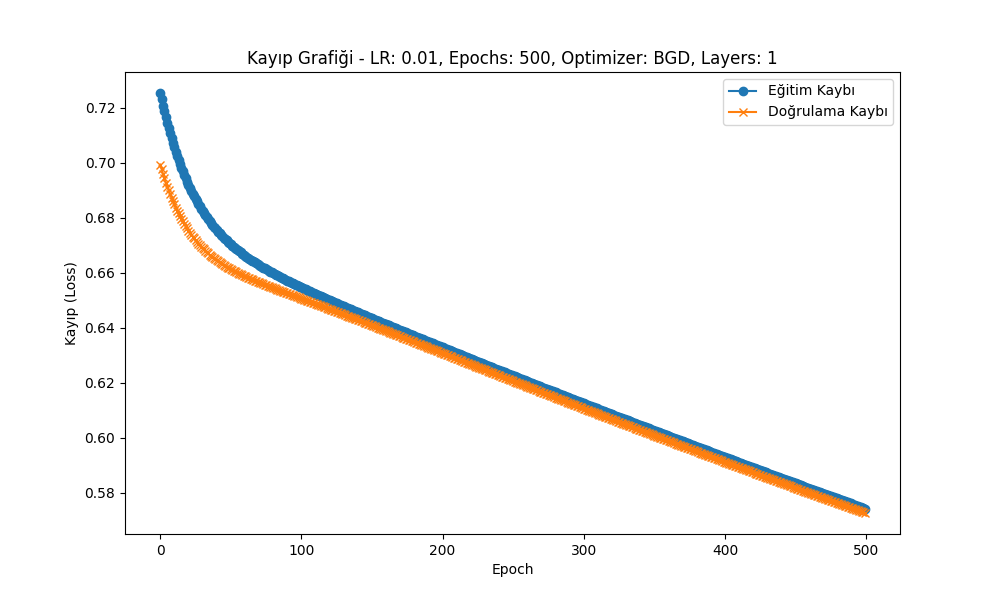 Kayıp Grafiği - LR: 0.01, Epochs: 500, Optimizer: BGD, Layers: 1
Eğitim Kaybı
Doğrulama Kaybı
Kayıp (Loss)
0.72
0.70
0.68
0.66
0.64
0.62
0.60
0.58
0 100 200 300 400 500
Epoch